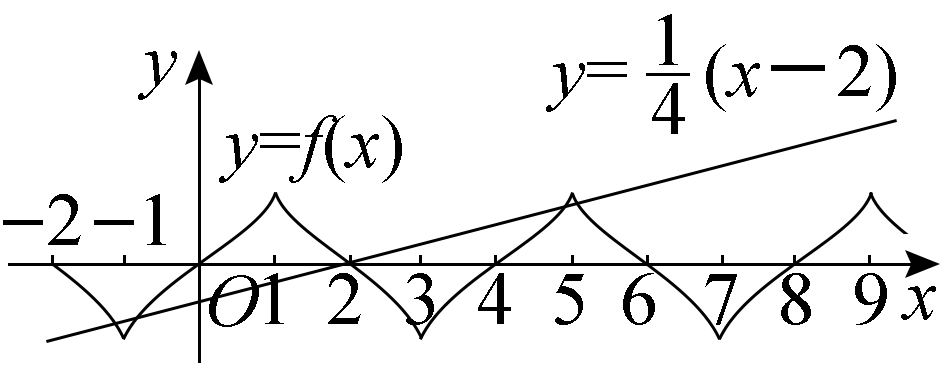 y
y=1/4(x-2)
y=f(x)
-2 -1
O 1 2 3 4 5 6 7 8 9 x